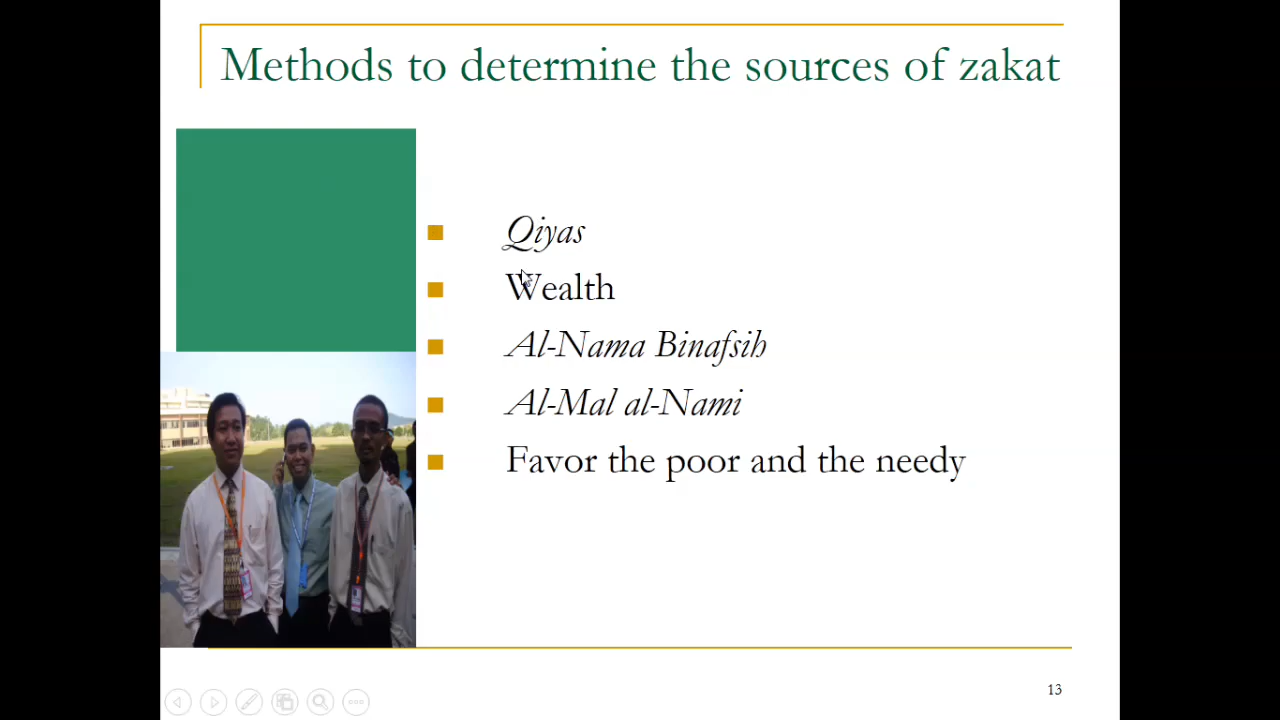 Methods to determine the sources of zakat
Qiyas
Wealth
Al-Nama Binafsih
Al-Mal al-Nami
Favor the poor and the needy
13